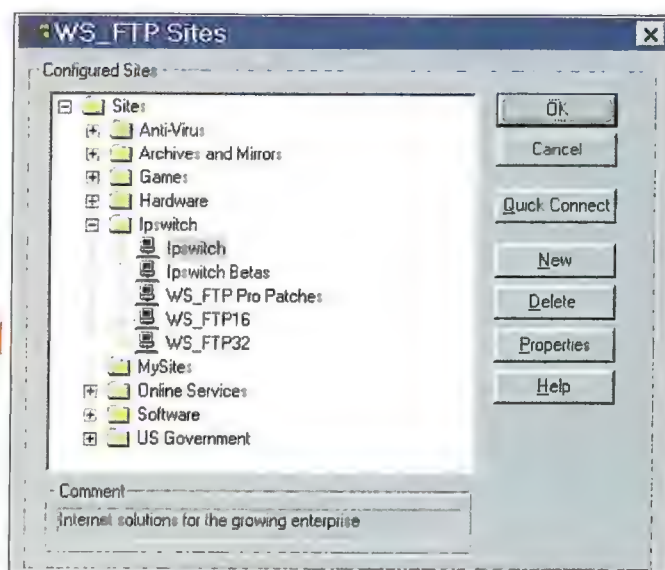 WS_FTP Sites
Configured Sites
Sites
Anti-Virus
Archives and Mirrors
Games
Hardware
Ipswitch
Ipswitch
Ipswitch Betas
WS_FTP Pro Patches
WS_FTP16
WS_FTP32
MySites
Online Services
Software
US Government
OK
Cancel
Quick Connect
New
Delete
Properties
Help
Comment
Internet solutions for the growing enterprise